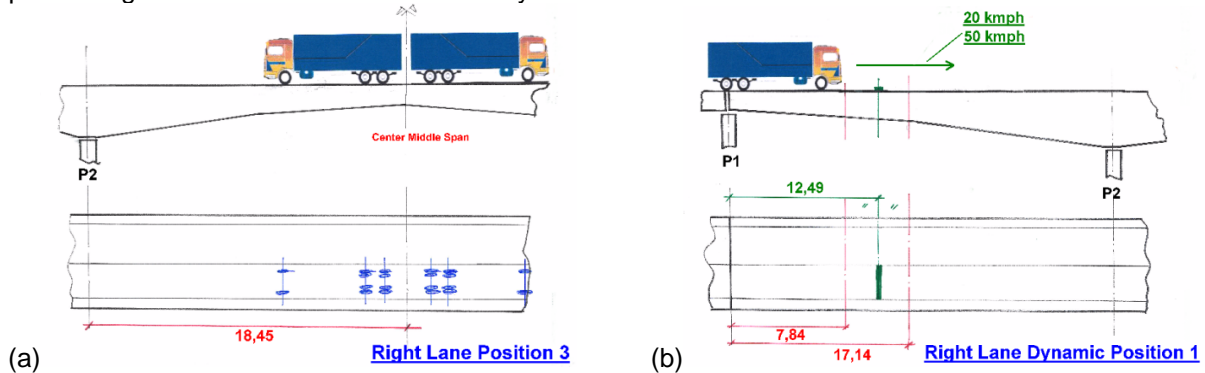 20 kmph
50 kmph
Center Middle Span
P2
P1
P2
12,49
18,45
7,84
17,14
(a)
Right Lane Position 3
(b)
Right Lane Dynamic Position 1